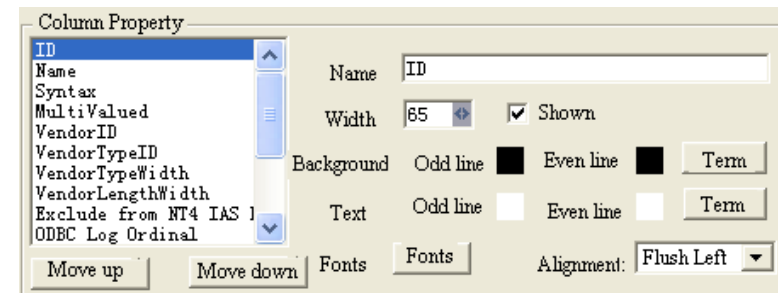 Column Property
ID
Name
Syntax
MultiValued
VendorID
VendorTypeID
VendorTypeWidth
VendorLengthWidth
Exclude from NT4 IAS
ODBC Log Ordinal
Move up Move down
Name ID
Width 65 Shown
Background Odd line Even line Term
Text Odd line Even line Term
Fonts Fonts Alignment: Flush Left